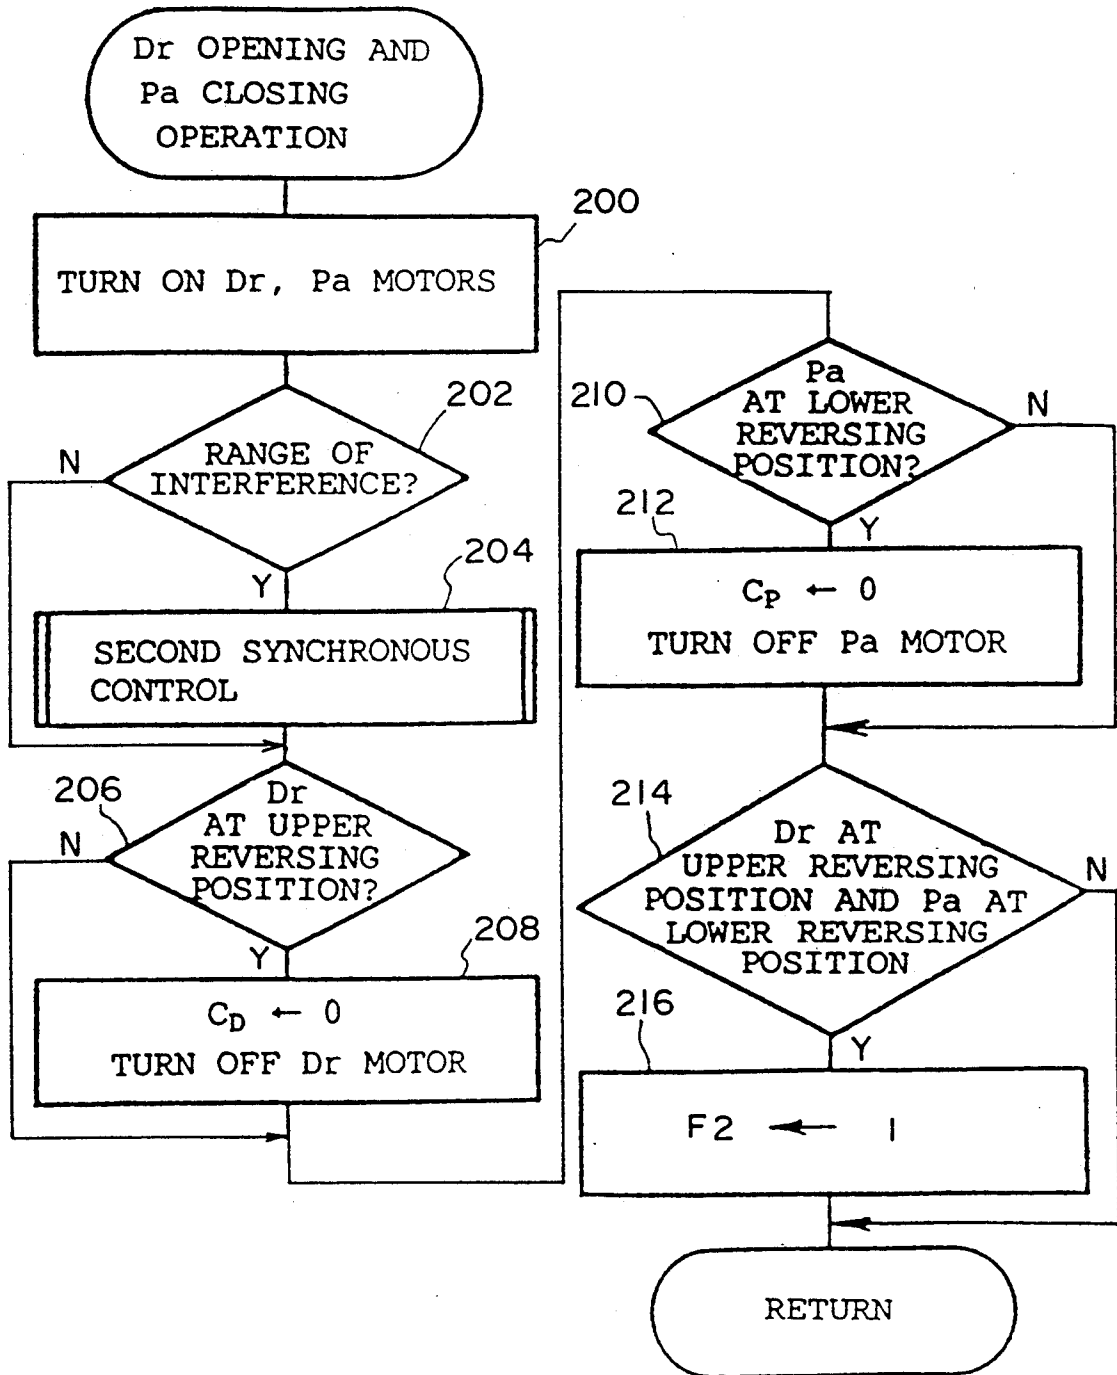 Dr OPENING AND
Pa CLOSING
OPERATION
200
TURN ON Dr, Pa MOTORS
202
RANGE OF
INTERFERENCE?
N
Y
204
SECOND SYNCHRONOUS
CONTROL
206
Dr
AT UPPER
REVERSING
POSITION?
N
Y
208
CD ← 0
TURN OFF Dr MOTOR
210
Pa
AT LOWER
REVERSING
POSITION?
N
Y
212
CP ← 0
TURN OFF Pa MOTOR
214
Dr AT
UPPER REVERSING
POSITION AND Pa AT
LOWER REVERSING
POSITION
N
Y
216
F2 ← 1
RETURN